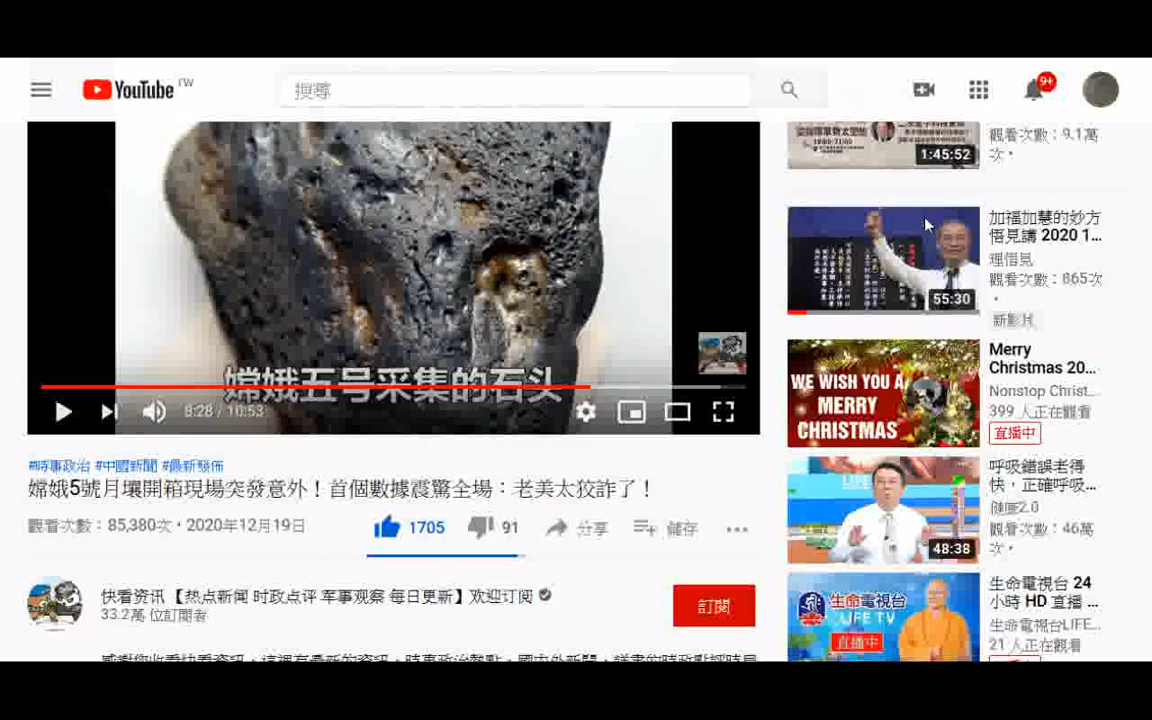 YouTube TW
搜尋
9+
嫦娥五号采集的石头
8:28 / 10:53
#時事政治 #中國新聞 #最新發佈
嫦娥5號月壤開箱現場突發意外！首個數據震驚全場：老美太狡詐了！
觀看次數：85,380次 • 2020年12月19日
1705
91
分享
儲存
快看资讯 【热点新闻 时政点评 军事观察 每日更新】欢迎订阅
33.2萬 位訂閱者
訂閱
1:45:52
觀看次數：9.1萬
次 •
55:30
加福加慧的妙方
悟見講 2020 1...
理悟見
觀看次數：865次
•
新影片
WE WISH YOU A
MERRY
CHRISTMAS
Merry
Christmas 20...
Nonstop Christ...
399 人正在觀看
直播中
48:38
呼吸錯誤老得
快，正確呼吸...
健康2.0
觀看次數：46萬
次 •
生命電視台
LIFE TV
直播中
生命電視台 24
小時 HD 直播 ...
生命電視台LIFE...
21 人正在觀看